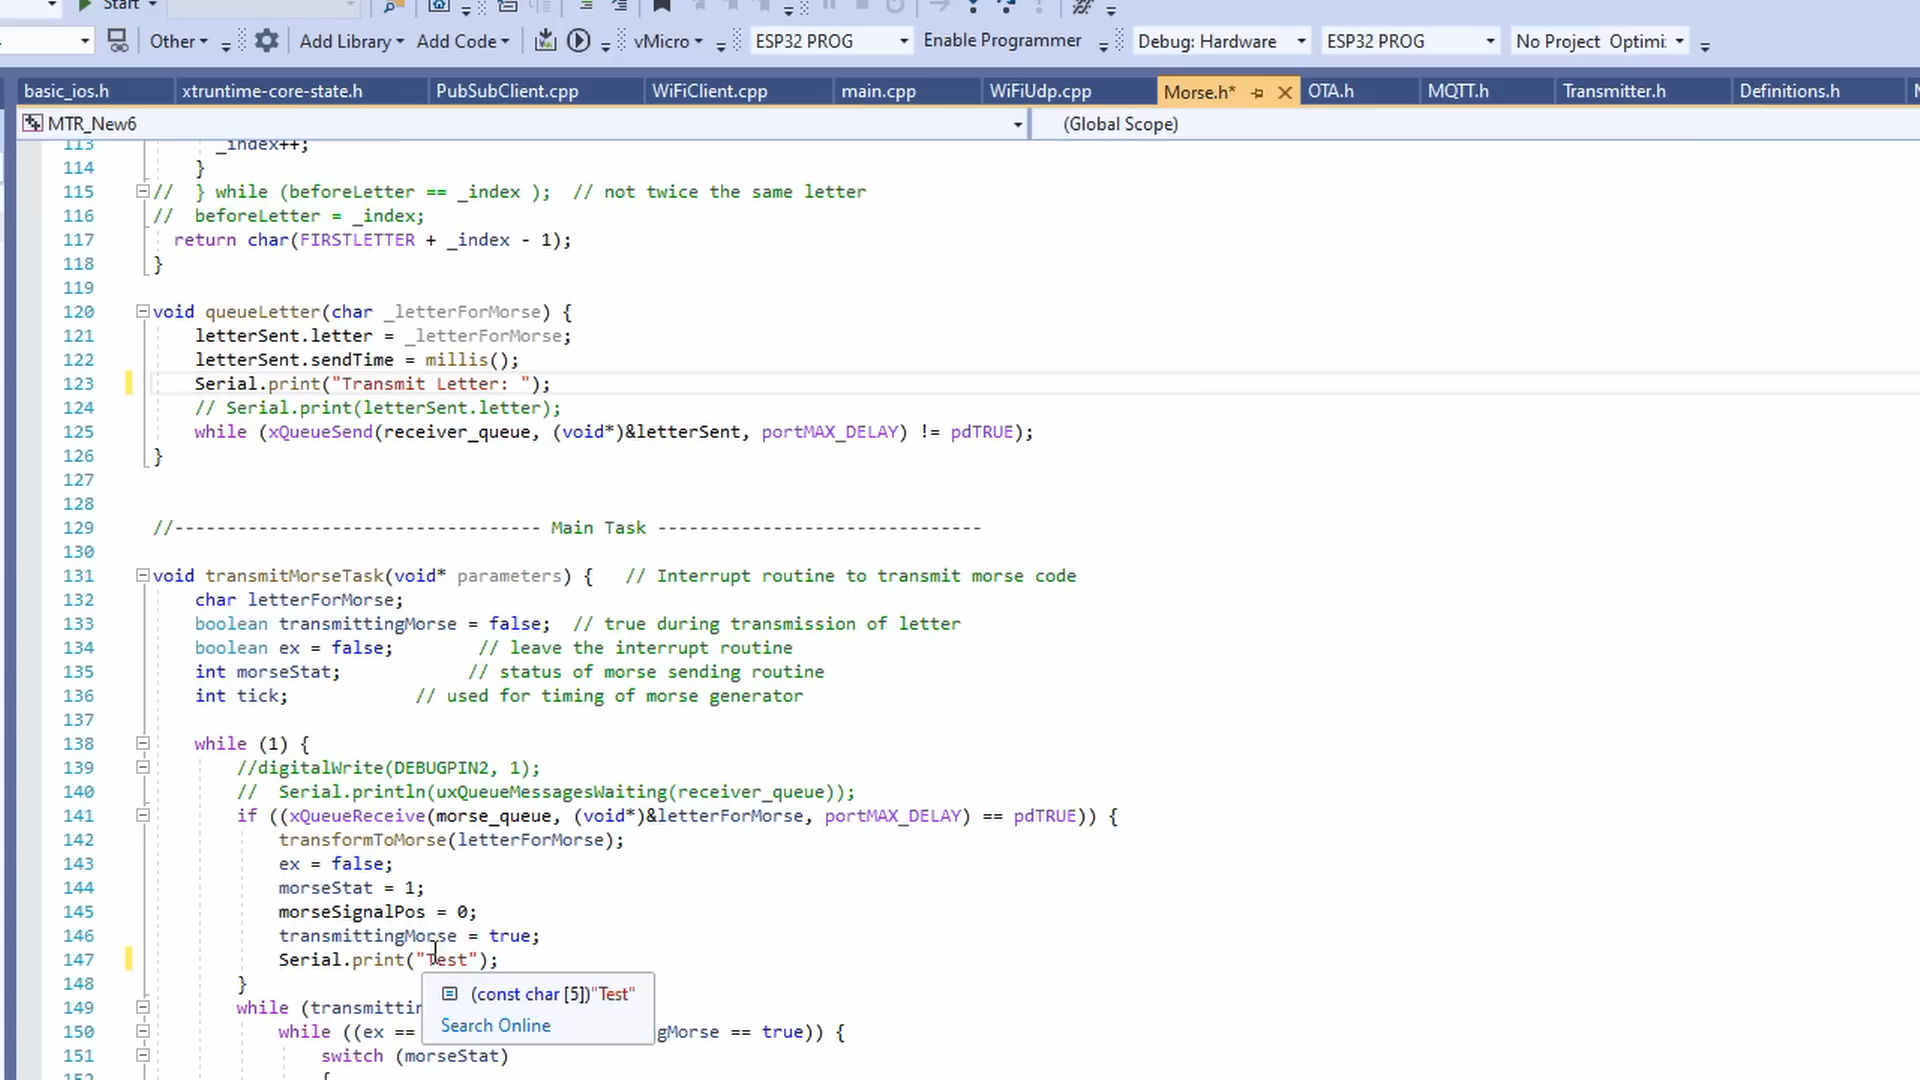 Start
Other
Add Library
Add Code
vMicro
ESP32 PROG
Enable Programmer
Debug: Hardware
ESP32 PROG
No Project Optimi:
basic_ios.h
xtruntime-core-state.h
PubSubClient.cpp
WiFiClient.cpp
main.cpp
WiFiUdp.cpp
Morse.h*
OTA.h
MQTT.h
Transmitter.h
Definitions.h
MTR_New6
(Global Scope)
113 _index++;
114 }
115 // } while (beforeLetter == _index ); // not twice the same letter
116 // beforeLetter = _index;
117 return char(FIRSTLETTER + _index - 1);
118 }
119
120 void queueLetter(char _letterForMorse) {
121 letterSent.letter = _letterForMorse;
122 letterSent.sendTime = millis();
123 Serial.print("Transmit Letter: ");
124 // Serial.print(letterSent.letter);
125 while (xQueueSend(receiver_queue, (void*)&letterSent, portMAX_DELAY) != pdTRUE);
126 }
127
128
129 //----------------------------------- Main Task -------------------------------
130
131 void transmitMorseTask(void* parameters) { // Interrupt routine to transmit morse code
132 char letterForMorse;
133 boolean transmittingMorse = false; // true during transmission of letter
134 boolean ex = false; // leave the interrupt routine
135 int morseStat; // status of morse sending routine
136 int tick; // used for timing of morse generator
137
138 while (1) {
139 //digitalWrite(DEBUGPIN2, 1);
140 // Serial.println(uxQueueMessagesWaiting(receiver_queue));
141 if ((xQueueReceive(morse_queue, (void*)&letterForMorse, portMAX_DELAY) == pdTRUE)) {
142 transformToMorse(letterForMorse);
143 ex = false;
144 morseStat = 1;
145 morseSignalPos = 0;
146 transmittingMorse = true;
147 Serial.print("Test");
148 }
(const char [5])"Test"
Search Online
149 while (transmittin
150 while ((ex == gMorse == true)) {
151 switch (morseStat)
152 {